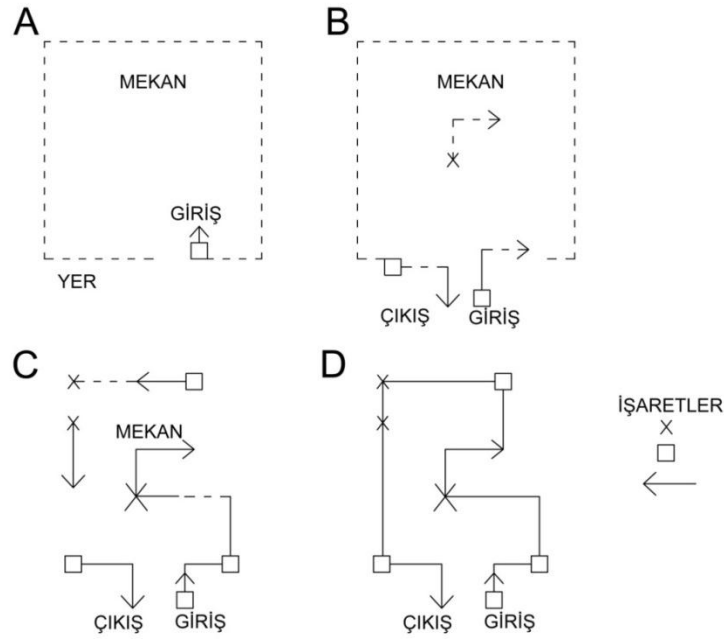 A
MEKAN
GİRİŞ
YER
B
MEKAN
ÇIKIŞ
GİRİŞ
C
MEKAN
ÇIKIŞ
GİRİŞ
D
ÇIKIŞ
GİRİŞ
İŞARETLER